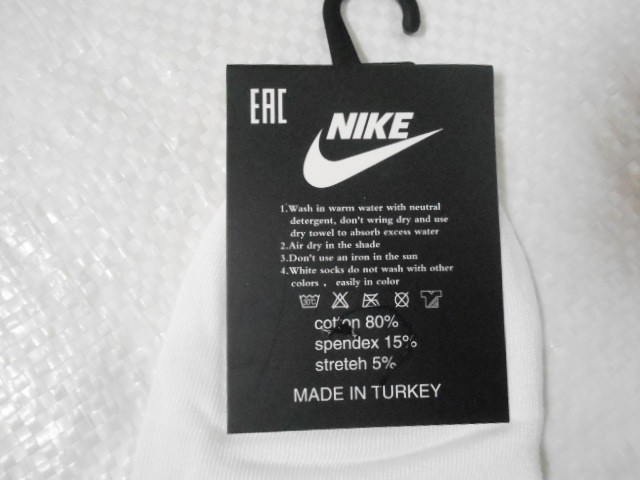 EAC
NIKE
1.Wash in warm water with neutral
detergent, don't wring dry and use
dry towel to absorb excess water
2.Air dry in the shade
3.Don't use an iron in the sun
4.White socks do not wash with other
colors , easily in color
30°C
cotton 80%
spendex 15%
streteh 5%
MADE IN TURKEY